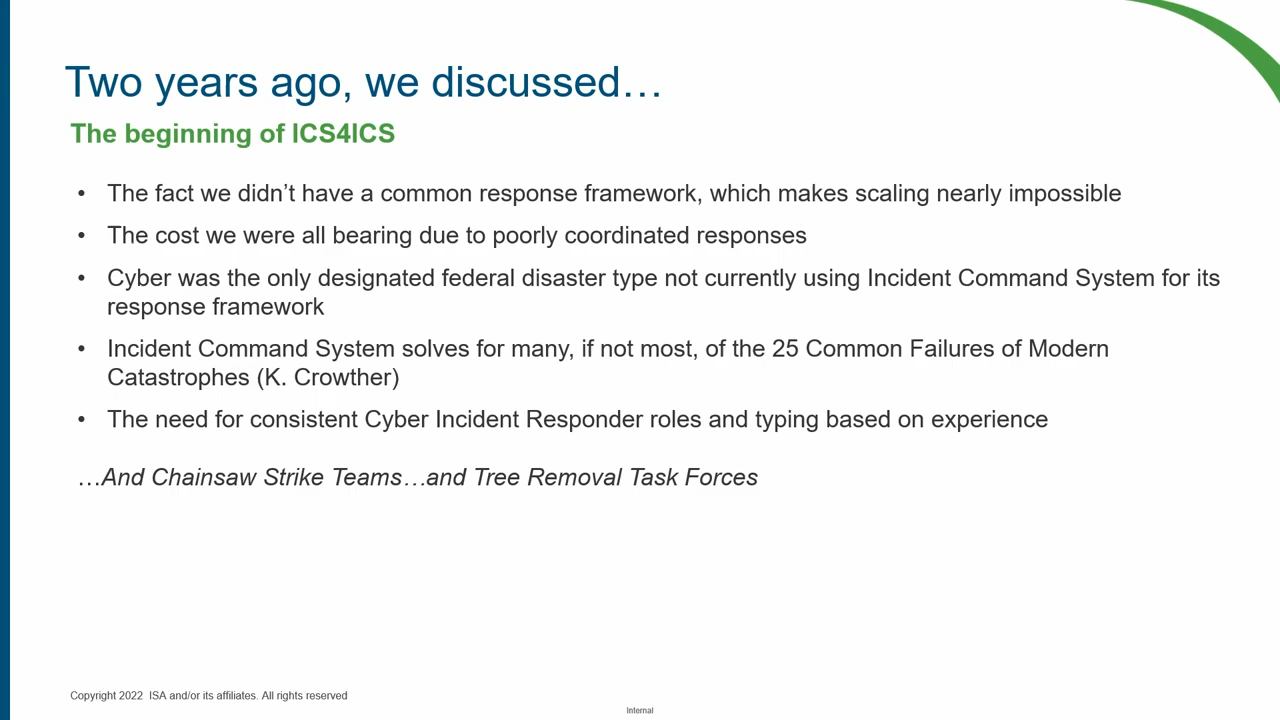 Two years ago, we discussed…
The beginning of ICS4ICS
• The fact we didn’t have a common response framework, which makes scaling nearly impossible
• The cost we were all bearing due to poorly coordinated responses
• Cyber was the only designated federal disaster type not currently using Incident Command System for its
response framework
• Incident Command System solves for many, if not most, of the 25 Common Failures of Modern
Catastrophes (K. Crowther)
• The need for consistent Cyber Incident Responder roles and typing based on experience
…And Chainsaw Strike Teams…and Tree Removal Task Forces
Copyright 2022 ISA and/or its affiliates. All rights reserved
Internal